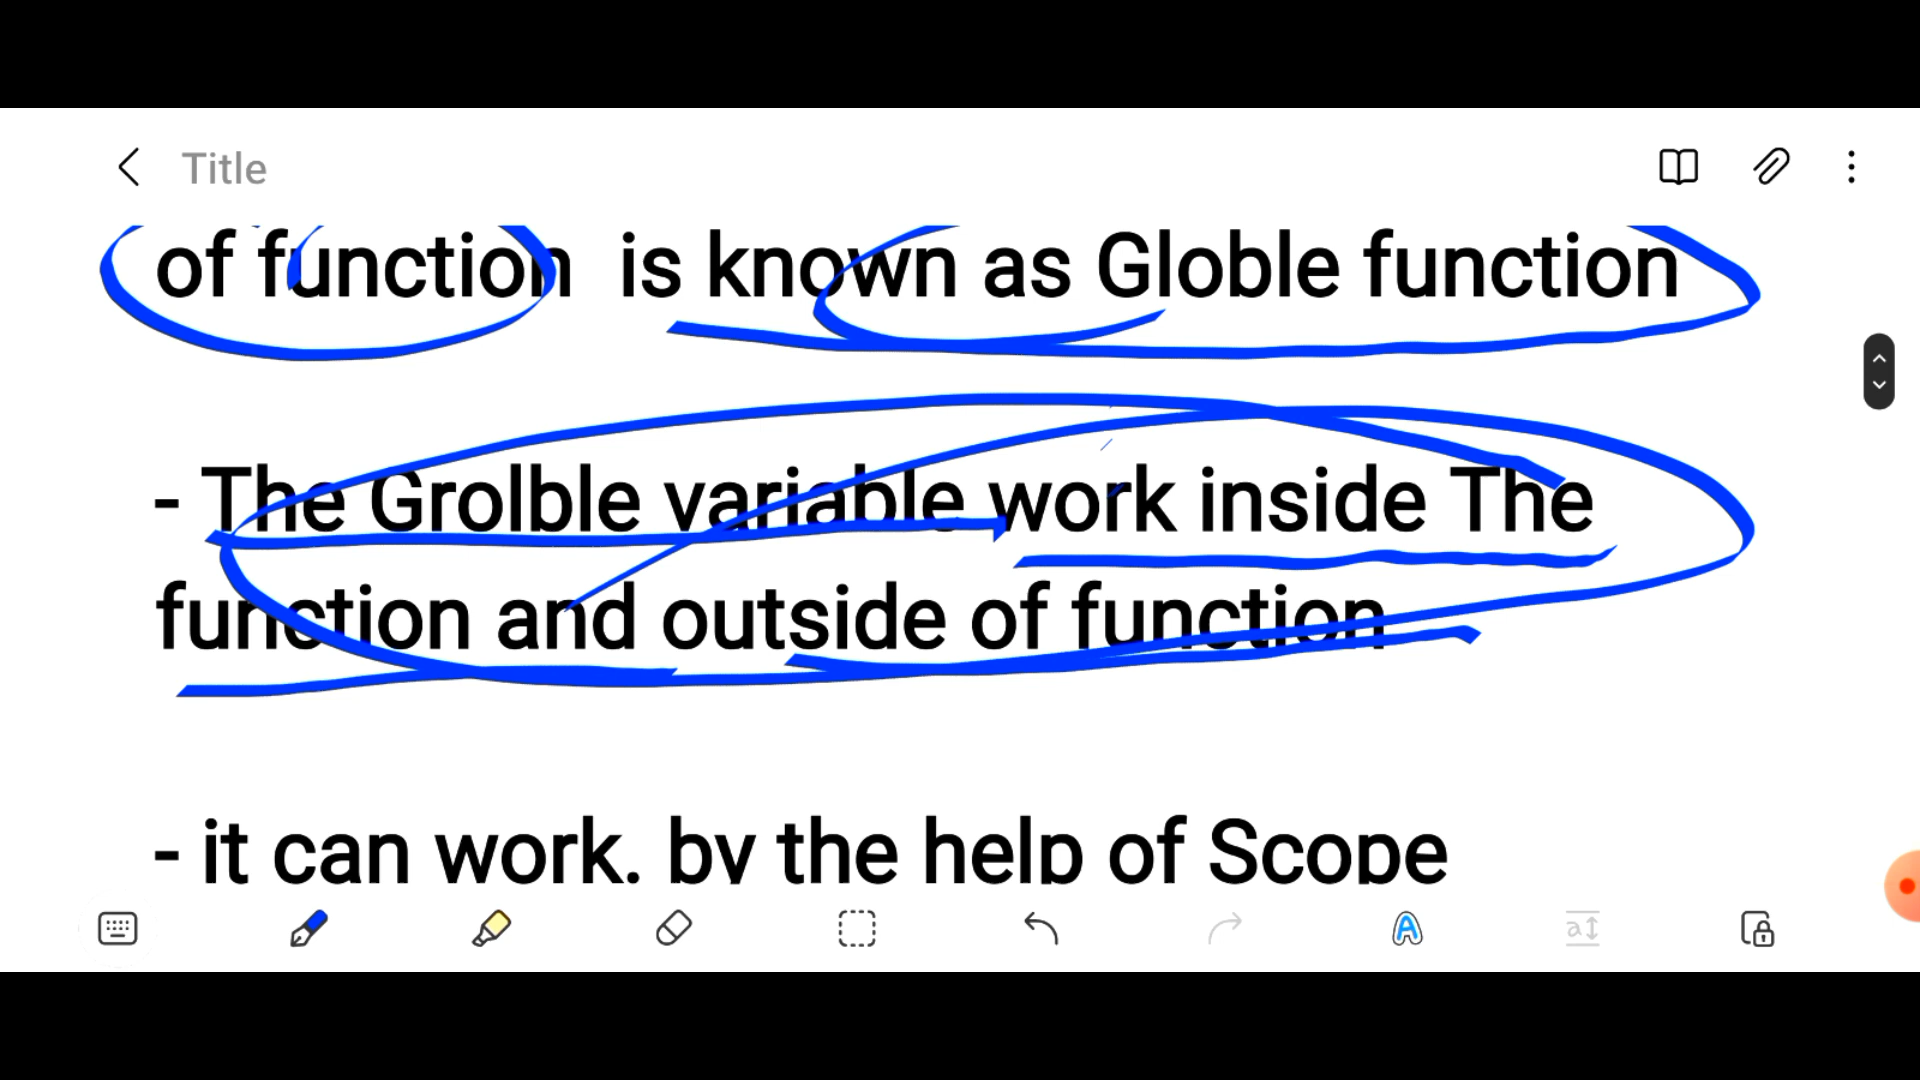 Title
of function is known as Globle function
- The Grolble variable work inside The
function and outside of function
- it can work. by the help of Scope